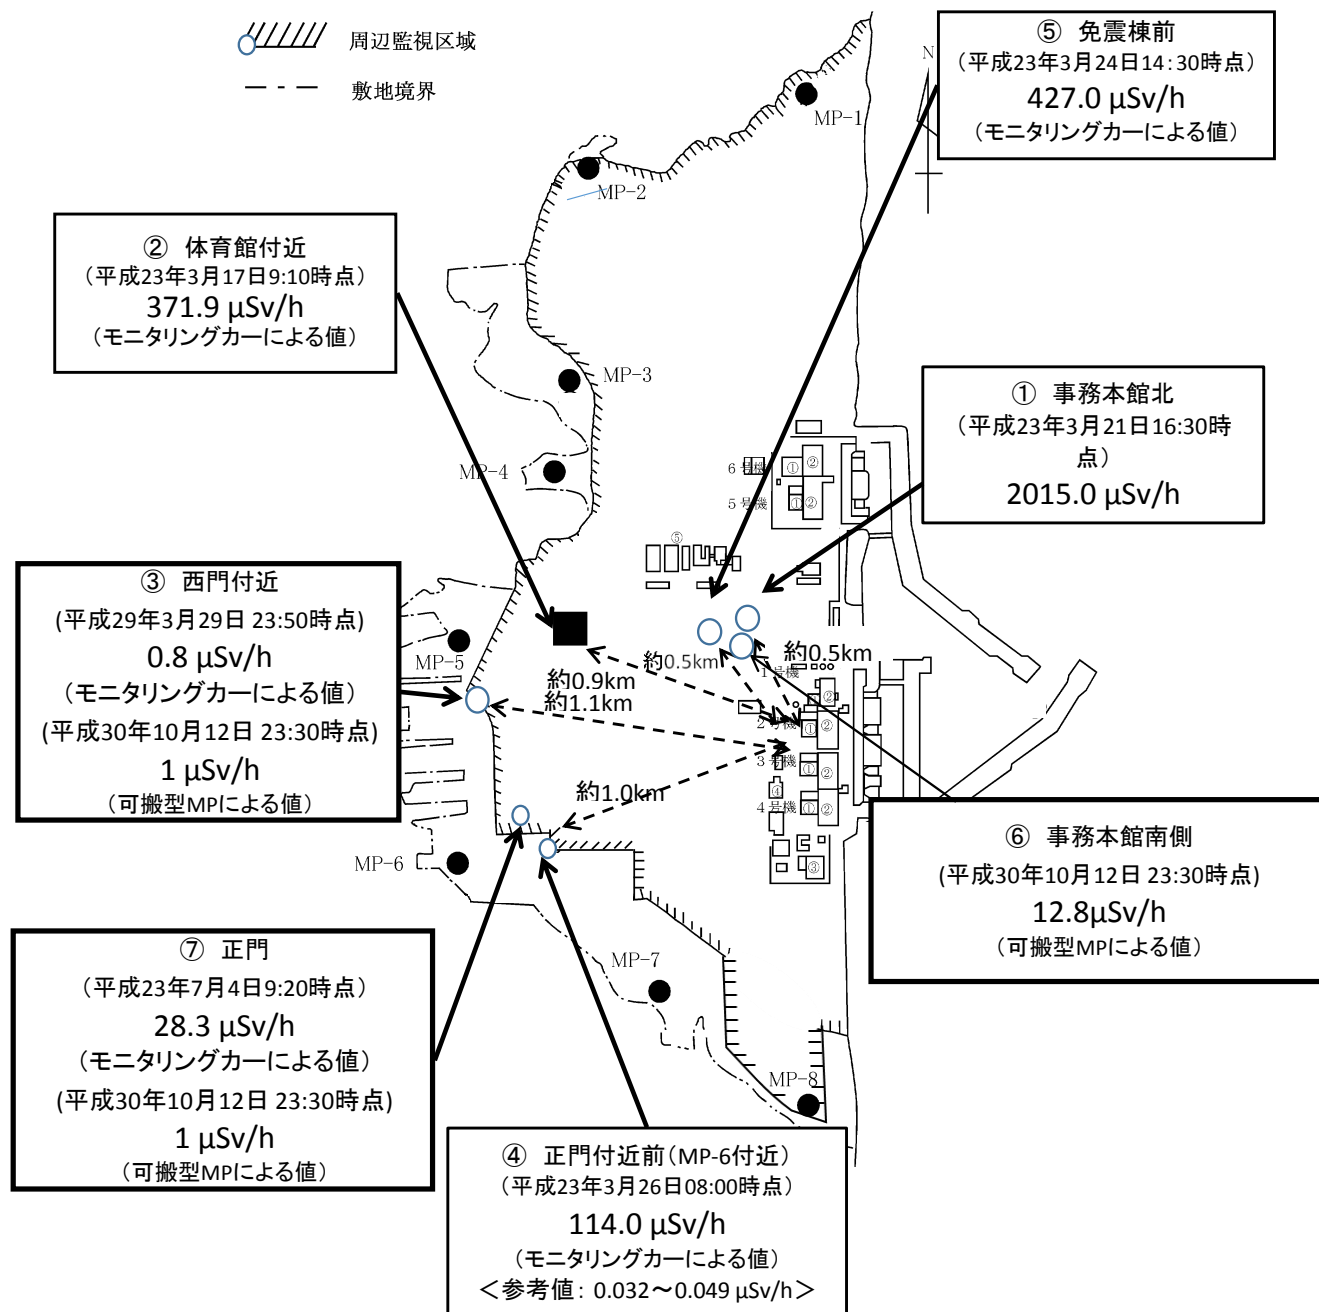 周辺監視区域
敷地境界
⑤ 免震棟前
(平成23年3月24日14:30時点)
427.0 μSv/h
(モニタリングカーによる値)
N
MP-1
MP-2
② 体育館付近
(平成23年3月17日9:10時点)
371.9 μSv/h
(モニタリングカーによる値)
MP-3
① 事務本館北
(平成23年3月21日16:30時
点)
2015.0 μSv/h
MP-4
6号機
① ②
5号機
① ②
⑤
③ 西門付近
(平成29年3月29日 23:50時点)
0.8 μSv/h
(モニタリングカーによる値)
(平成30年10月12日 23:30時点)
1 μSv/h
(可搬型MPによる値)
MP-5
約0.5km
約0.5km
1号機
②
約0.9km
約1.1km
2号機
① ②
3号機
① ②
約1.0km
④
4号機
① ②
③
MP-6
⑥ 事務本館南側
(平成30年10月12日 23:30時点)
12.8μSv/h
(可搬型MPによる値)
⑦ 正門
(平成23年7月4日9:20時点)
28.3 μSv/h
(モニタリングカーによる値)
(平成30年10月12日 23:30時点)
1 μSv/h
(可搬型MPによる値)
MP-7
MP-8
④ 正門付近前(MP-6付近)
(平成23年3月26日08:00時点)
114.0 μSv/h
(モニタリングカーによる値)
<参考値: 0.032～0.049 μSv/h>